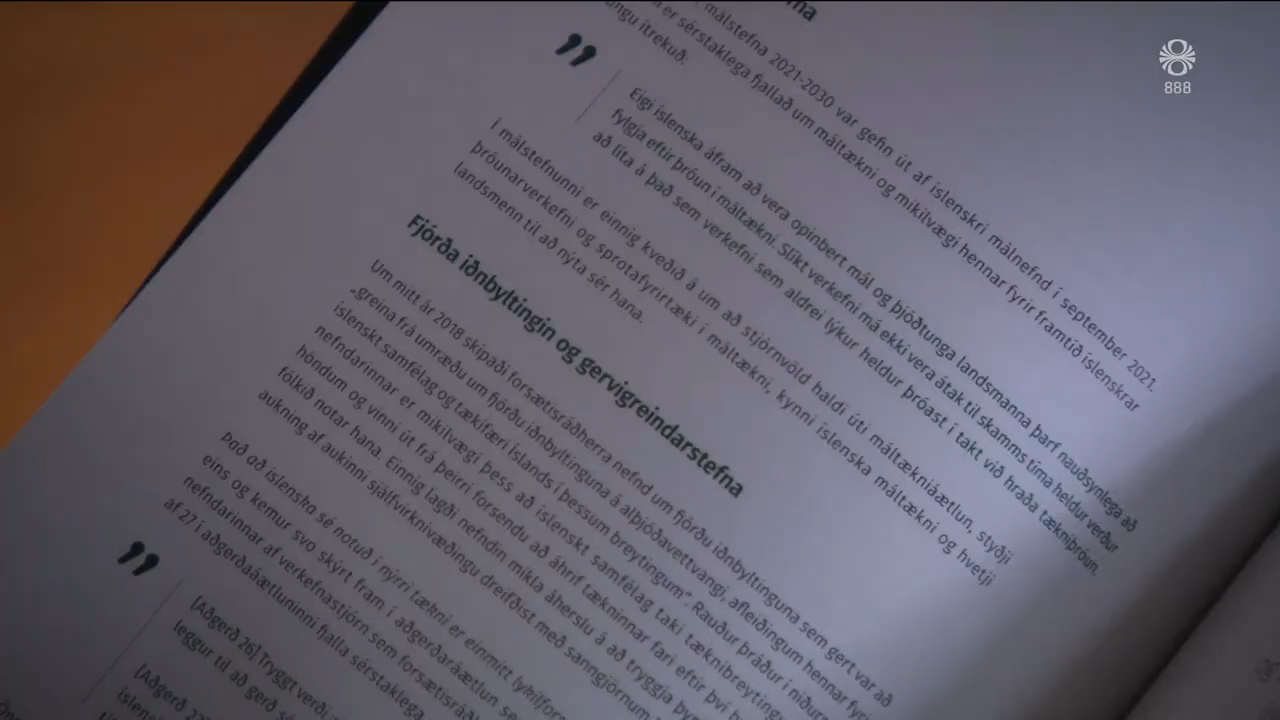 888
málstefna 2021-2030 var gefin út af íslenskri málnefnd í september 2021.
er sérstaklega fjallað um máltækni og mikilvægi hennar fyrir framtíð íslenskrar
ungu ítrekuð:
”
Eigi íslenska áfram að vera opinbert mál og þjóðtunga landsmanna þarf nauðsynlega að
fylgja eftir þróun í máltækni. Slíkt verkefni má ekki vera átak til skamms tíma heldur verður
að líta á það sem verkefni sem aldrei lýkur heldur þróast í takt við hraða tækniþróun.
Í málstefnunni er einnig kveðið á um að stjórnvöld haldi úti máltækniáætlun, styðji
þróunarverkefni og sprotafyrirtæki í máltækni, kynni íslenska máltækni og hvetji
landsmenn til að nýta sér hana.
Fjórða iðnbyltingin og gervigreindarstefna
Um mitt ár 2018 skipaði forsætisráðherra nefnd um fjórðu iðnbyltinguna sem gert var að
„greina frá umræðu um fjórðu iðnbyltinguna á alþjóðavettvangi, afleiðingum hennar fyrir
íslenskt samfélag og tækifæri Íslands í þessum breytingum“. Rauður þráður í niður
nefndarinnar er mikilvægi þess að íslenskt samfélag taki tæknibreyting
höndum og vinni út frá þeirri forsendu að áhrif tækninnar fari eftir því
fólkið notar hana. Einnig lagði nefndin mikla áherslu á að tryggja þyr
aukning af aukinni sjálfvirknivæðingu dreifðist með sanngjörnum
Það að íslenska sé notuð í nýrri tækni er einmitt lykilfor
eins og kemur svo skýrt fram í aðgerðaráætlun se
nefndarinnar af verkefnastjórn sem forsætisráð
af 27 í aðgerðaáætluninni fjalla sérstaklega
”
[Aðgerð 26] Tryggt verði
leggur til að gerð sé
[Aðgerð 27]